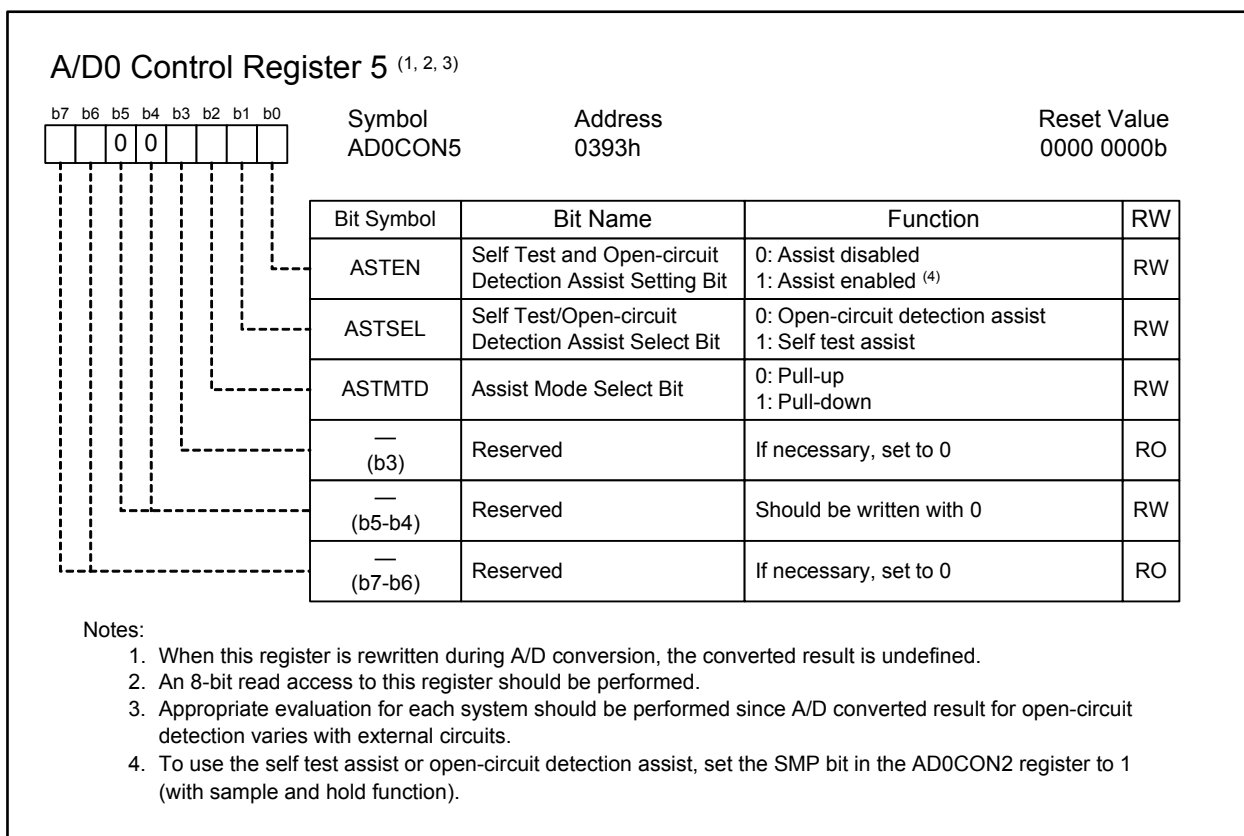 A/D0 Control Register 5 (1, 2, 3)
b7 b6 b5 b4 b3 b2 b1 b0
0 0
Symbol Address Reset Value
AD0CON5 0393h 0000 0000b
Bit Symbol Bit Name Function RW
ASTEN Self Test and Open-circuit Detection Assist Setting Bit 0: Assist disabled 1: Assist enabled (4) RW
ASTSEL Self Test/Open-circuit Detection Assist Select Bit 0: Open-circuit detection assist 1: Self test assist RW
ASTMTD Assist Mode Select Bit 0: Pull-up 1: Pull-down RW
— (b3) Reserved If necessary, set to 0 RO
— (b5-b4) Reserved Should be written with 0 RW
— (b7-b6) Reserved If necessary, set to 0 RO
Notes:
1. When this register is rewritten during A/D conversion, the converted result is undefined.
2. An 8-bit read access to this register should be performed.
3. Appropriate evaluation for each system should be performed since A/D converted result for open-circuit
detection varies with external circuits.
4. To use the self test assist or open-circuit detection assist, set the SMP bit in the AD0CON2 register to 1
(with sample and hold function).